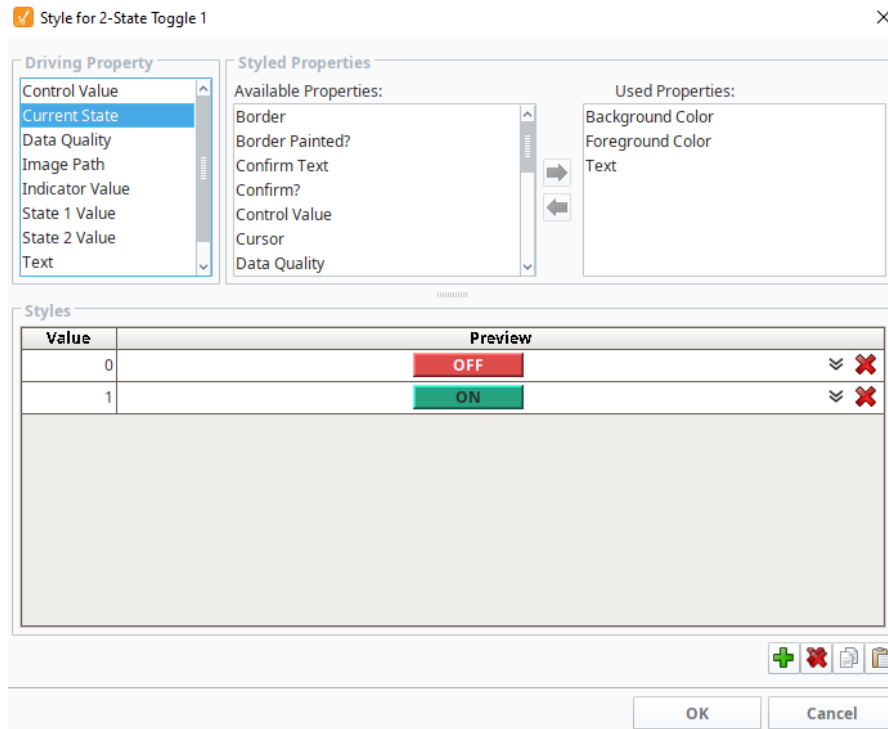 Style for 2-State Toggle 1
Driving Property
Control Value
Current State
Data Quality
Image Path
Indicator Value
State 1 Value
State 2 Value
Text
Styled Properties
Available Properties:
Border
Border Painted?
Confirm Text
Confirm?
Control Value
Cursor
Data Quality
Used Properties:
Background Color
Foreground Color
Text
Styles
Value Preview
0 OFF
1 ON
OK Cancel